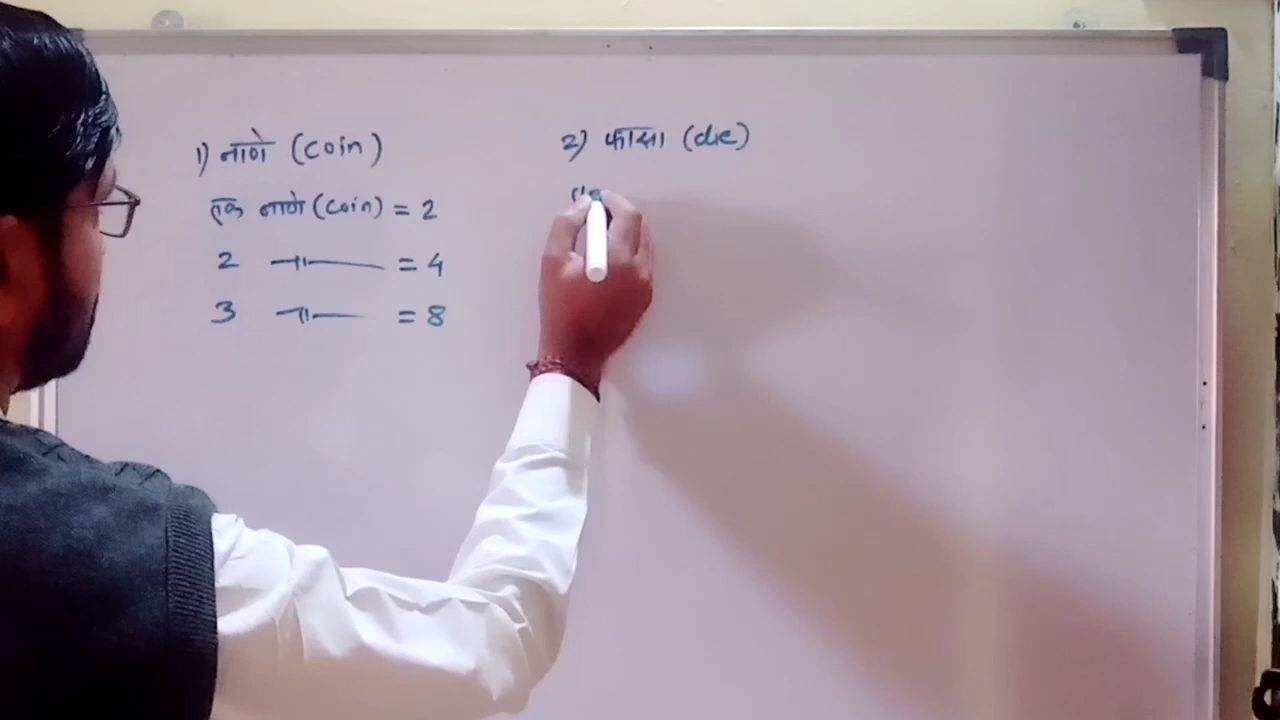 1) नाणे (coin)
एक नाणे (coin) = 2
2 —||— = 4
3 —||— = 8
2) फासा (die)